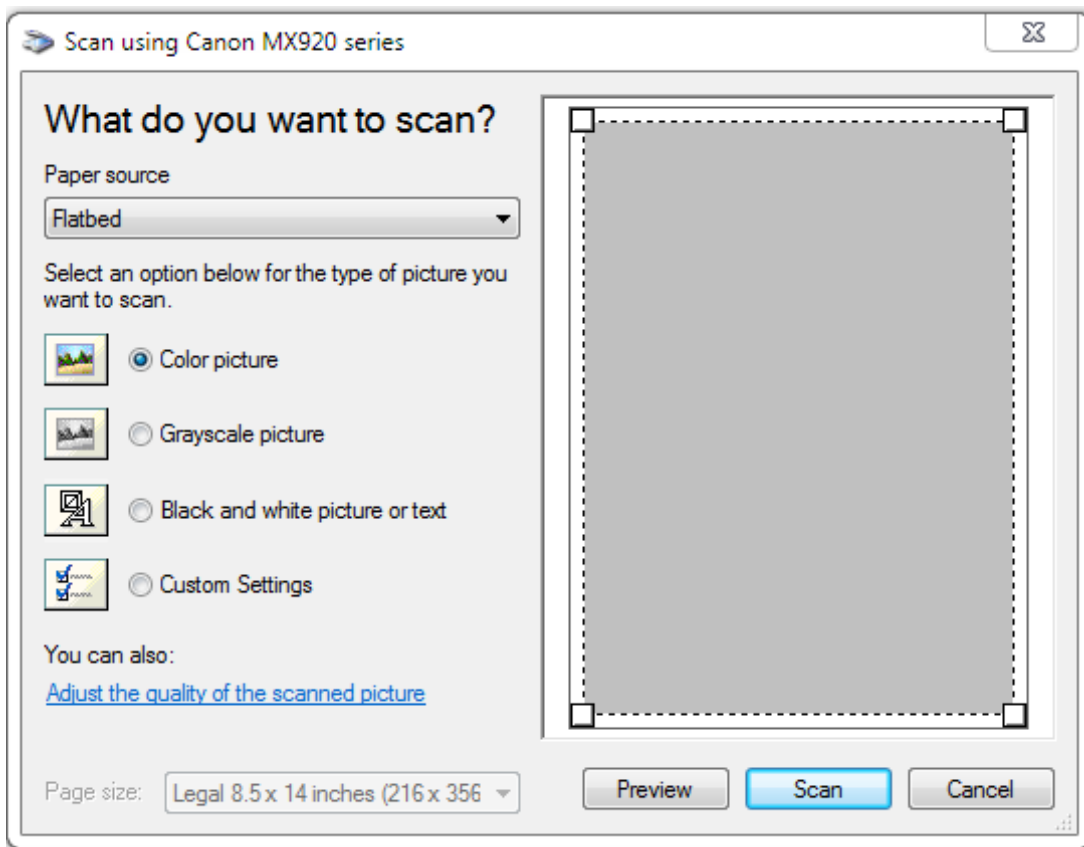 Scan using Canon MX920 series
What do you want to scan?
Paper source
Flatbed
Select an option below for the type of picture you
want to scan.
Color picture
Grayscale picture
Black and white picture or text
Custom Settings
You can also:
Adjust the quality of the scanned picture
Page size: Legal 8.5 x 14 inches (216 x 356
Preview Scan Cancel